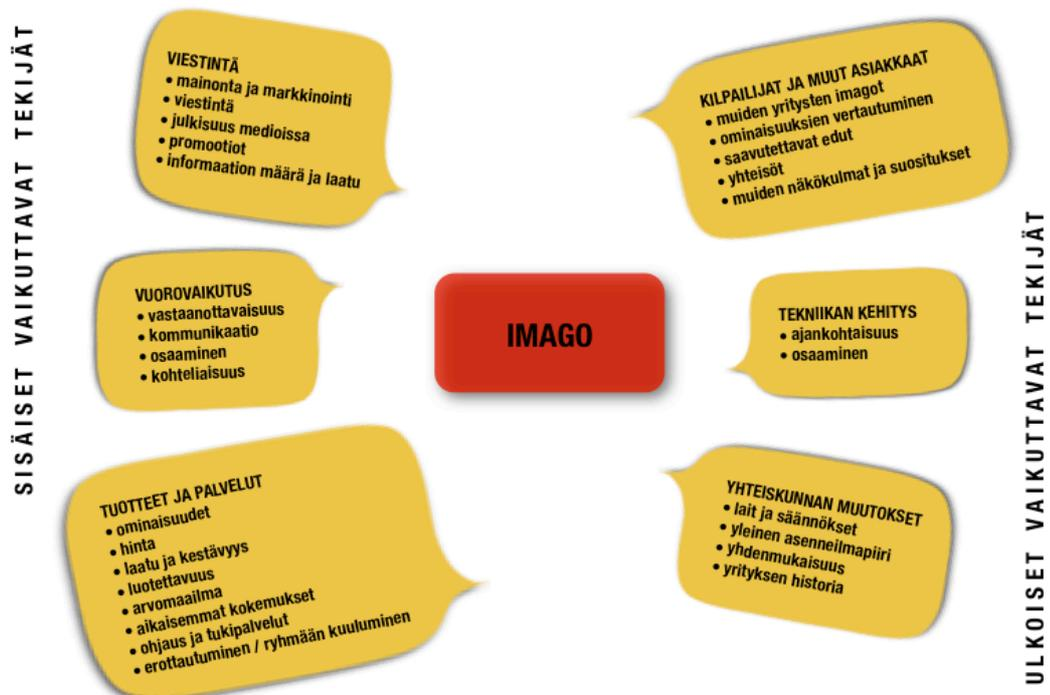 SISÄISET VAIKUTTAVAT TEKIJÄT
VIESTINTÄ
• mainonta ja markkinointi
• viestintä
• julkisuus medioissa
• promootiot
• informaation määrä ja laatu
VUOROVAIKUTUS
• vastaanottavaisuus
• kommunikaatio
• osaaminen
• kohteliaisuus
TUOTTEET JA PALVELUT
• ominaisuudet
• hinta
• laatu ja kestävyys
• luotettavuus
• arvomaailma
• aikaisemmat kokemukset
• ohjaus ja tukipalvelut
• erottautuminen / ryhmään kuuluminen
IMAGO
KILPAILIJAT JA MUUT ASIAKKAAT
• muiden yritysten imagot
• ominaisuuksien vertautuminen
• saavutettavat edut
• yhteisöt
• muiden näkökulmat ja suositukset
TEKNIIKAN KEHITYS
• ajankohtaisuus
• osaaminen
YHTEISKUNNAN MUUTOKSET
• lait ja säännökset
• yleinen asenneilmapiiri
• yhdenmukaisuus
• yrityksen historia
ULKOISET VAIKUTTAVAT TEKIJÄT